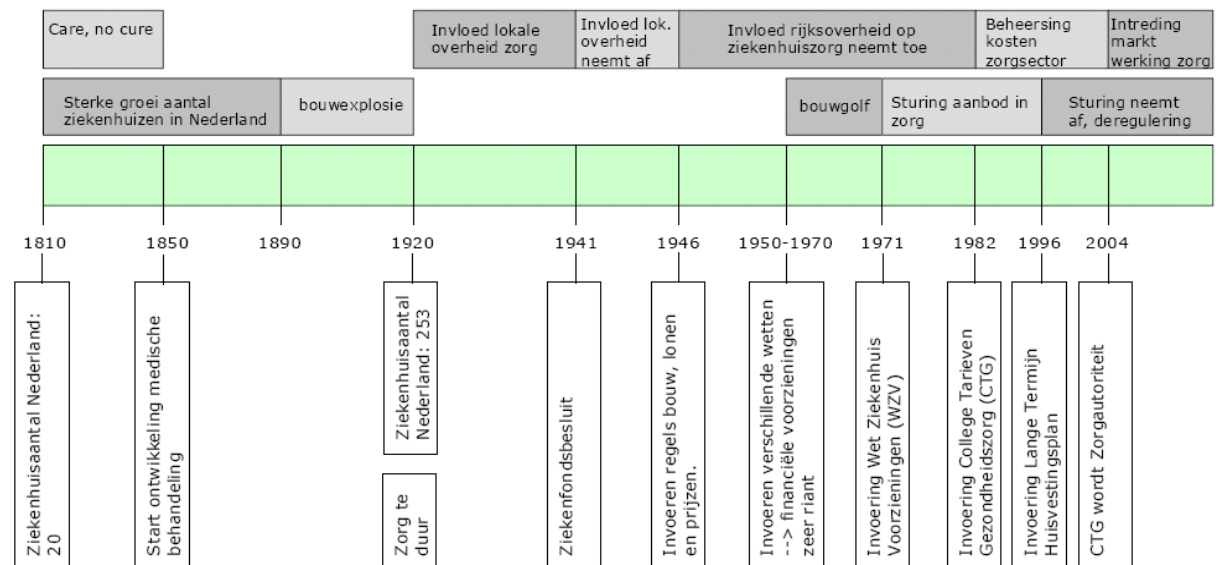 Care, no cure
Invloed lokale
overheid zorg
Invloed lok.
overheid
neemt af
Invloed rijksoverheid op
ziekenhuiszorg neemt toe
Beheersing
kosten
zorgsector
Intreding
markt
werking zorg
Sterke groei aantal
ziekenhuizen in Nederland
bouwexplosie
bouwgolf
Sturing aanbod in
zorg
Sturing neemt
af, deregulering
1810
1850
1890
1920
1941
1946
1950-1970
1971
1982
1996
2004
Ziekenhuisaantal Nederland:
20
Start ontwikkeling medische
behandeling
Ziekenhuisaantal
Nederland: 253
Zorg te
duur
Ziekenfondsbesluit
Invoeren regels bouw, lonen
en prijzen.
Invoeren verschillende wetten
--> financiële voorzieningen
zeer riant
Invoering Wet Ziekenhuis
Voorzieningen (WZV)
Invoering College Tarieven
Gezondheidszorg (CTG)
Invoering Lange Termijn
Huisvestingsplan
CTG wordt Zorgautoriteit